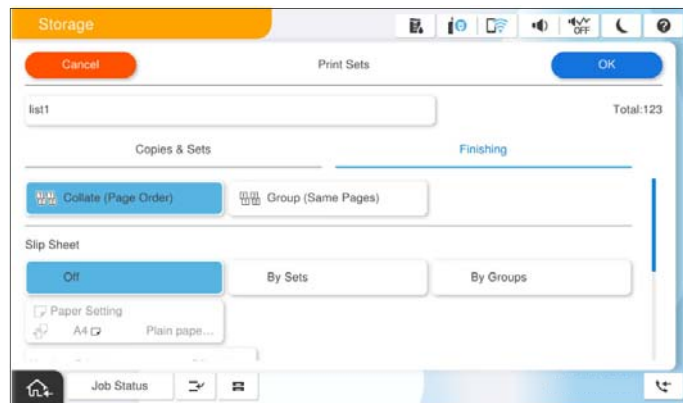 Storage
OFF
Cancel
Print Sets
OK
list1
Total:123
Copies & Sets
Finishing
Collate (Page Order)
Group (Same Pages)
Slip Sheet
Off
By Sets
By Groups
Paper Setting
A4
Plain pape...
Job Status